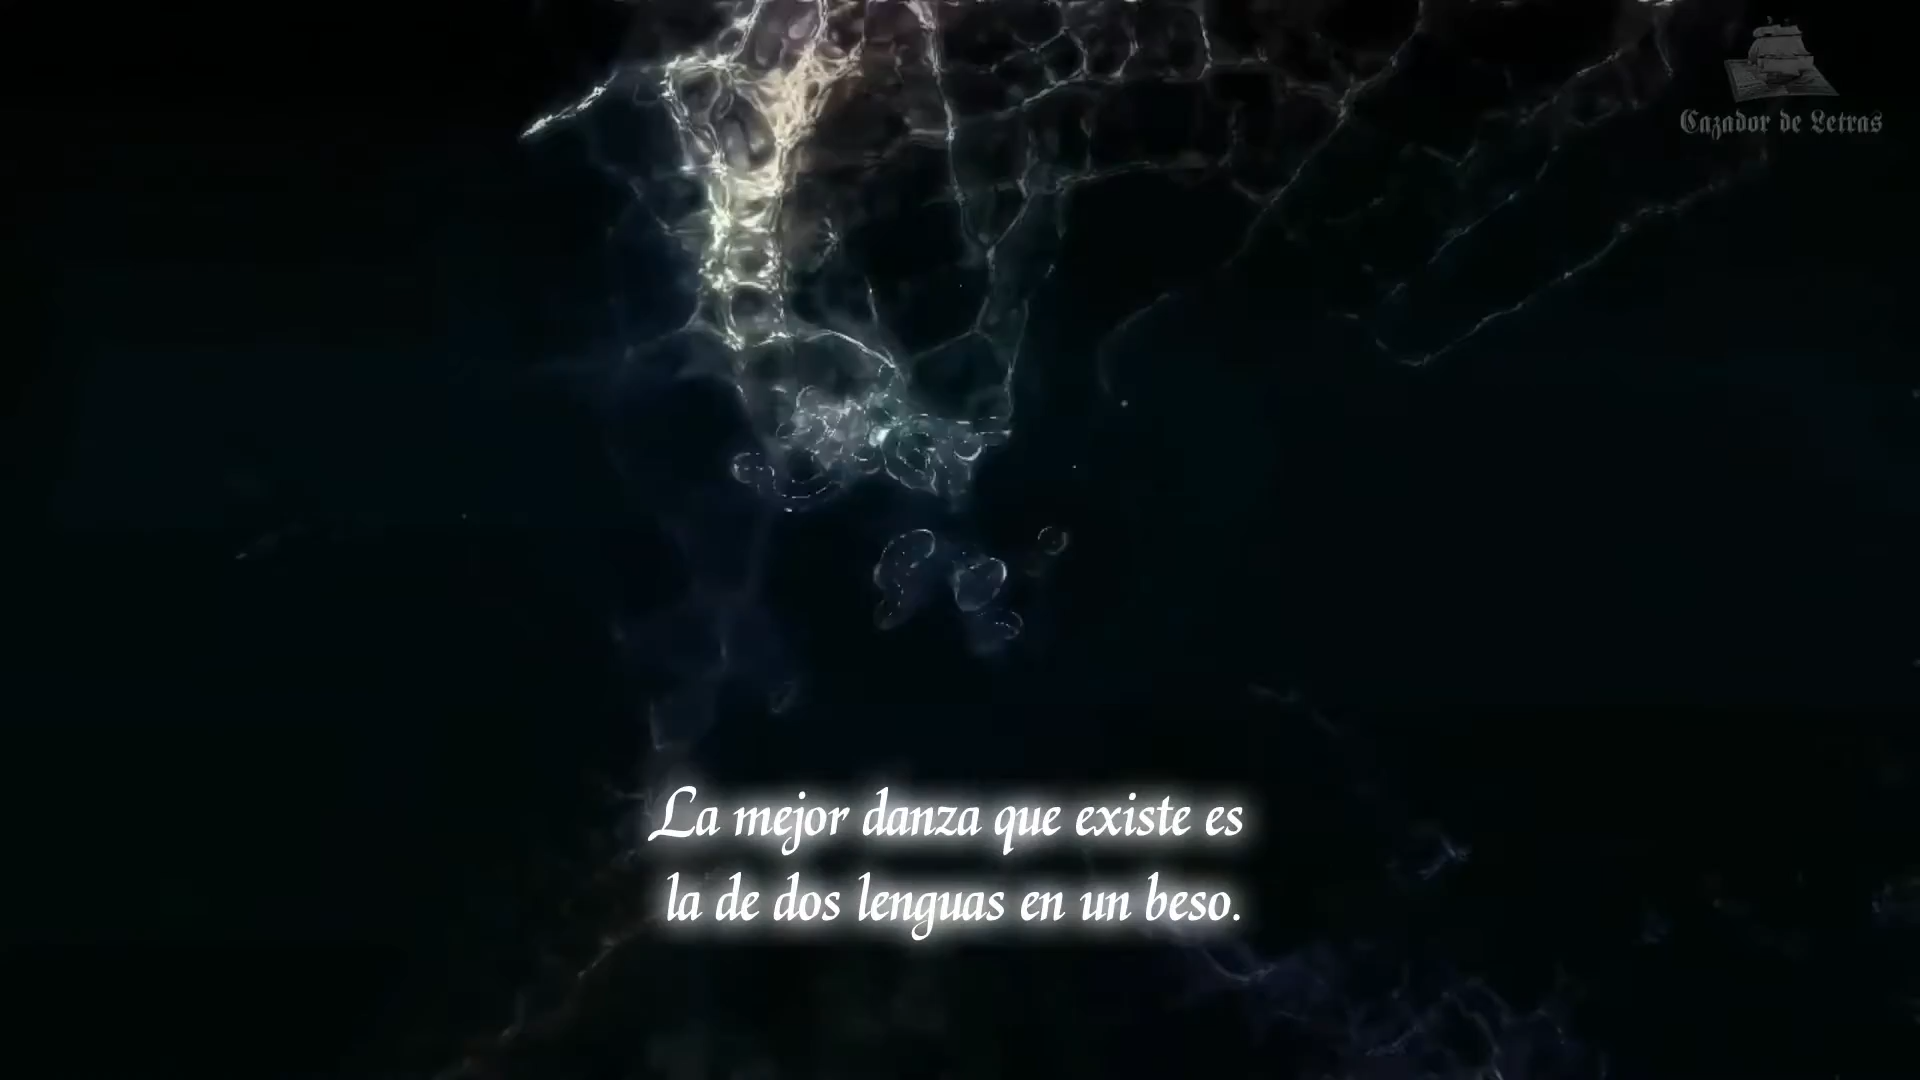 Cazador de Letras
La mejor danza que existe es
la de dos lenguas en un beso.